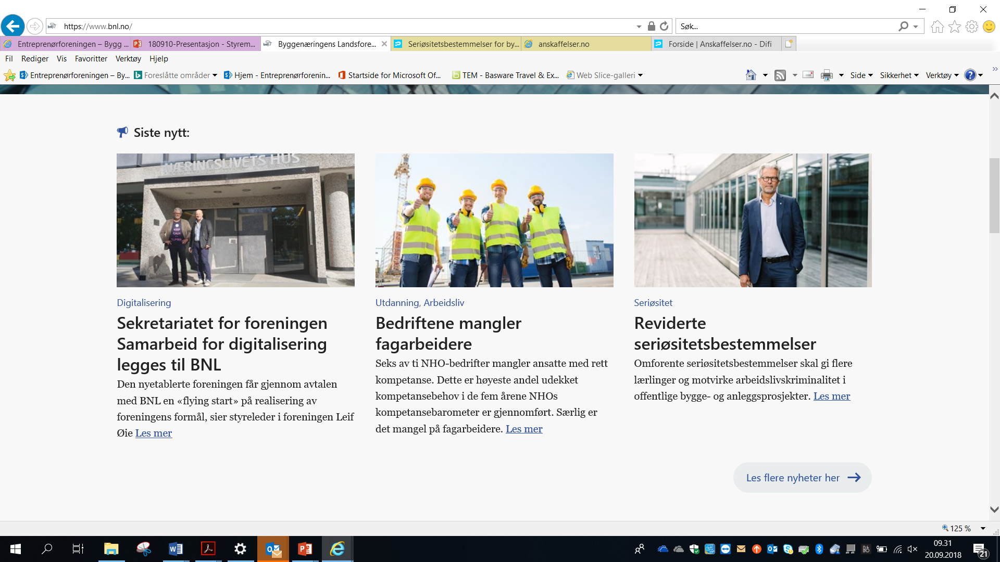 https://www.bnl.no/
Søk...
Entreprenørforeningen – Bygg ...
180910-Presentasjon - Styrem...
Byggenæringens Landsfore...
Seriøsitetsbestemmelser for by...
anskaffelser.no
Forside | Anskaffelser.no - Difi
Fil Rediger Vis Favoritter Verktøy Hjelp
Entreprenørforeningen – By...
Foreslåtte områder
Hjem - Entreprenørforenin...
Startside for Microsoft Of...
TEM - Basware Travel & Ex...
Web Slice-galleri
Side Sikkerhet Verktøy
Siste nytt:
NÆRINGSLIVETS HUS
KEEP
CALM
Digitalisering
Sekretariatet for foreningen
Samarbeid for digitalisering
legges til BNL
Den nyetablerte foreningen får gjennom avtalen
med BNL en «flying start» på realisering av
foreningens formål, sier styreleder i foreningen Leif
Øie Les mer
Utdanning, Arbeidsliv
Bedriftene mangler
fagarbeidere
Seks av ti NHO-bedrifter mangler ansatte med rett
kompetanse. Dette er høyeste andel udekket
kompetansebehov i de fem årene NHOs
kompetansebarometer er gjennomført. Særlig er
det mangel på fagarbeidere. Les mer
Seriøsitet
Reviderte
seriøsitetsbestemmelser
Omforente seriøsitetsbestemmelser skal gi flere
lærlinger og motvirke arbeidslivskriminalitet i
offentlige bygge- og anleggsprosjekter. Les mer
Les flere nyheter her
125 %
09.31
20.09.2018
21